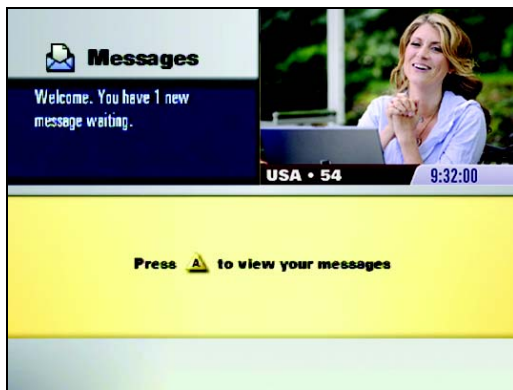 Messages
Welcome. You have 1 new
message waiting.
USA • 54
9:32:00
Press A to view your messages